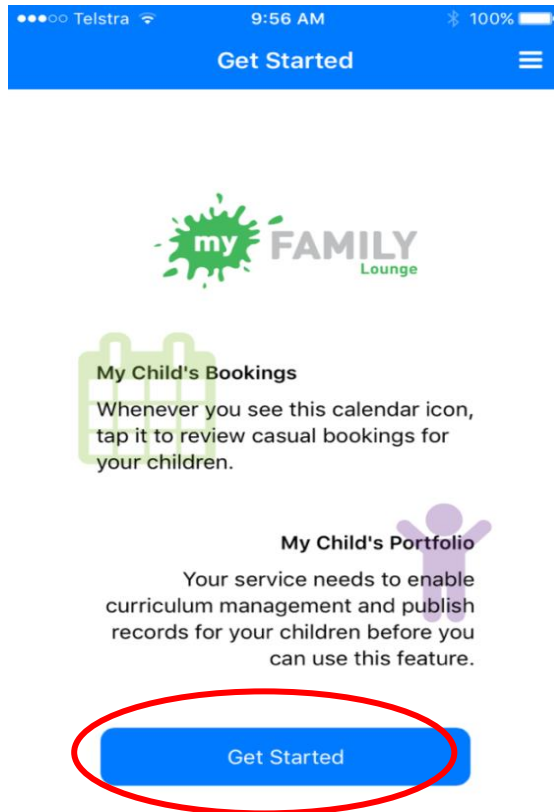 Telstra 9:56 AM 100%
Get Started
my FAMILY
Lounge
My Child's Bookings
Whenever you see this calendar icon,
tap it to review casual bookings for
your children.
My Child's Portfolio
Your service needs to enable
curriculum management and publish
records for your children before you
can use this feature.
Get Started